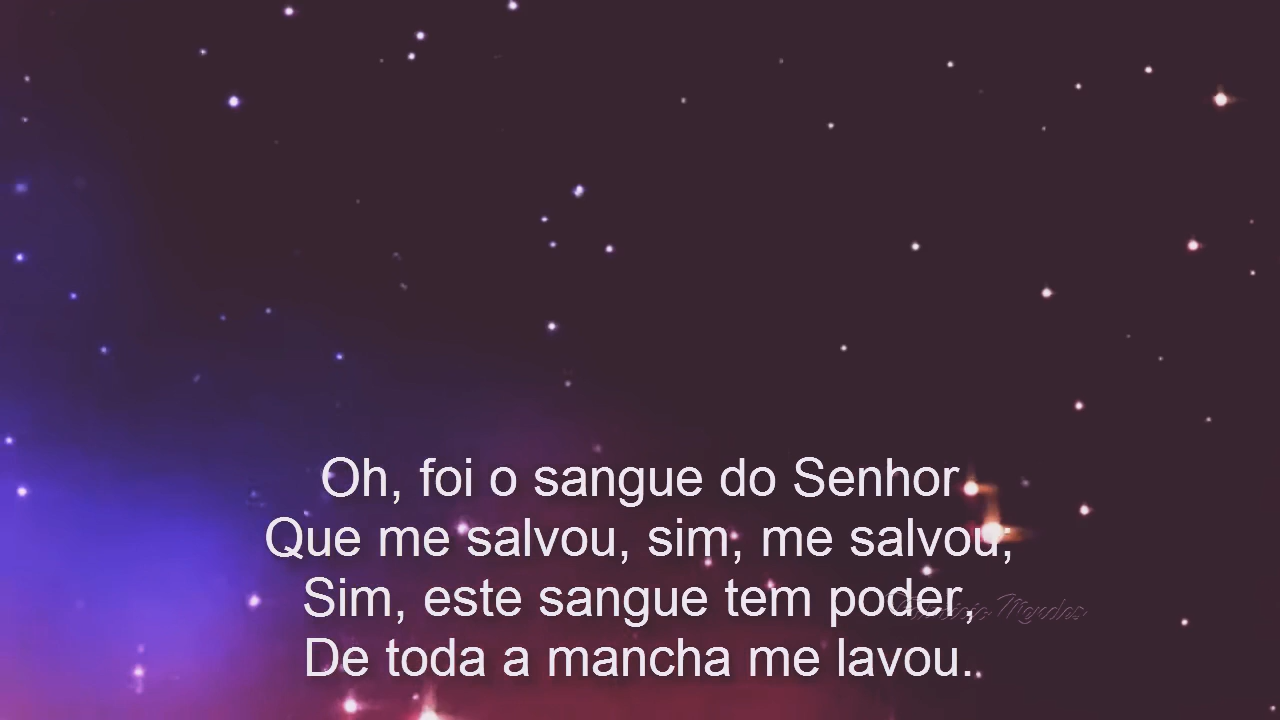 Oh, foi o sangue do Senhor
Que me salvou, sim, me salvou;
Sim, este sangue tem poder,
De toda a mancha me lavou.
Mendes